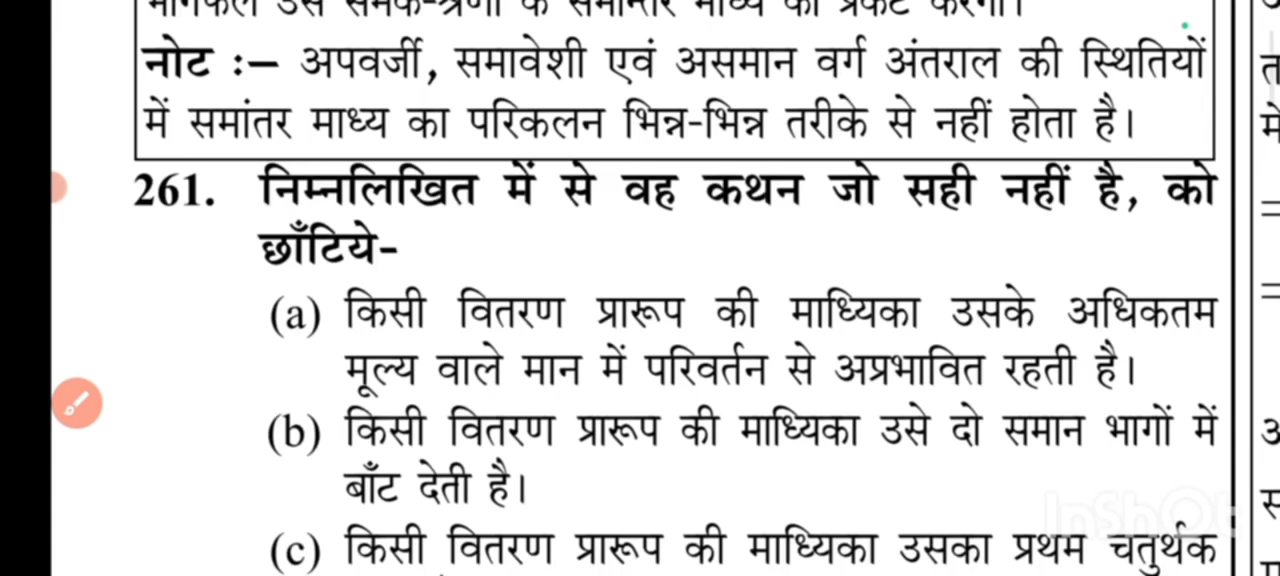 नोट :– अपवर्जी, समावेशी एवं असमान वर्ग अंतराल की स्थितियों
में समांतर माध्य का परिकलन भिन्न-भिन्न तरीके से नहीं होता है।
261. निम्नलिखित में से वह कथन जो सही नहीं है, को
छाँटिये-
(a) किसी वितरण प्रारूप की माध्यिका उसके अधिकतम
मूल्य वाले मान में परिवर्तन से अप्रभावित रहती है।
(b) किसी वितरण प्रारूप की माध्यिका उसे दो समान भागों में
बाँट देती है।
(c) किसी वितरण प्रारूप की माध्यिका उसका प्रथम चतुर्थक
InShot